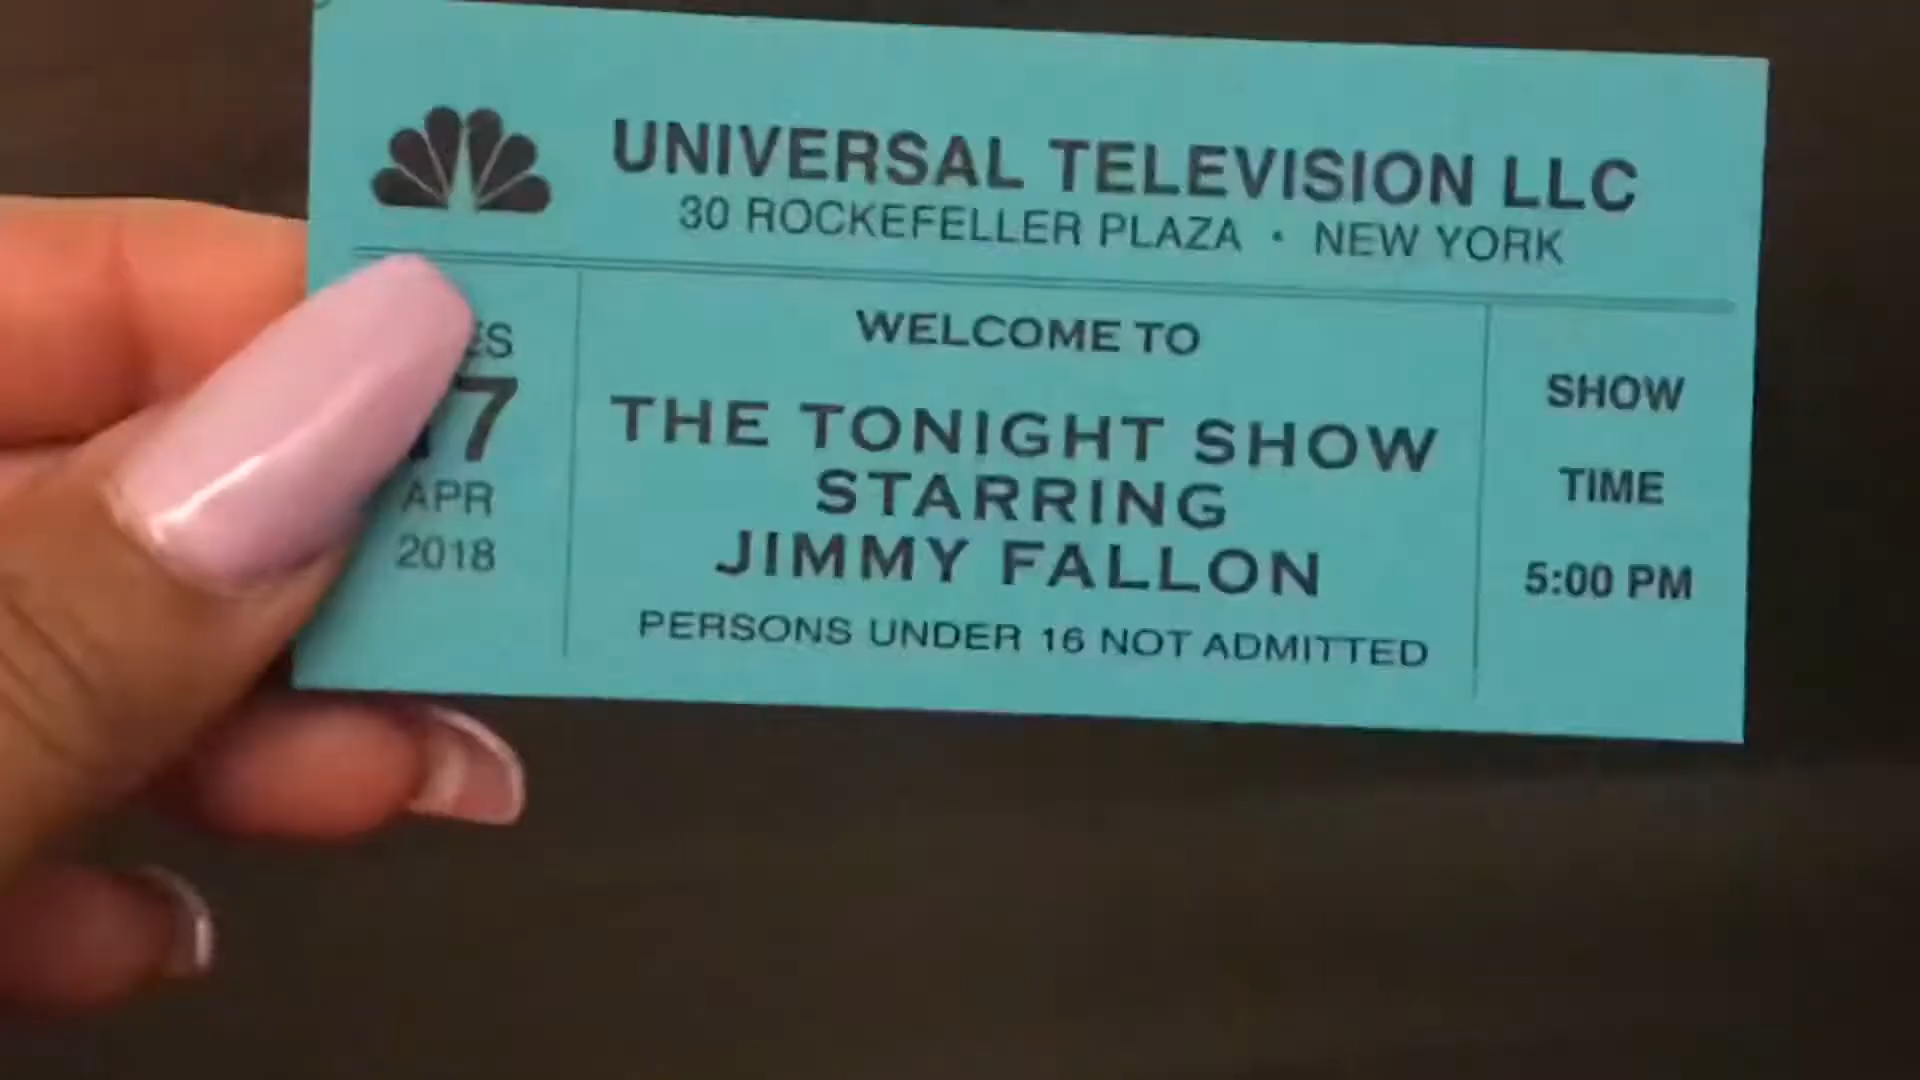 UNIVERSAL TELEVISION LLC
30 ROCKEFELLER PLAZA · NEW YORK
7
APR
2018
WELCOME TO
THE TONIGHT SHOW
STARRING
JIMMY FALLON
PERSONS UNDER 16 NOT ADMITTED
SHOW
TIME
5:00 PM